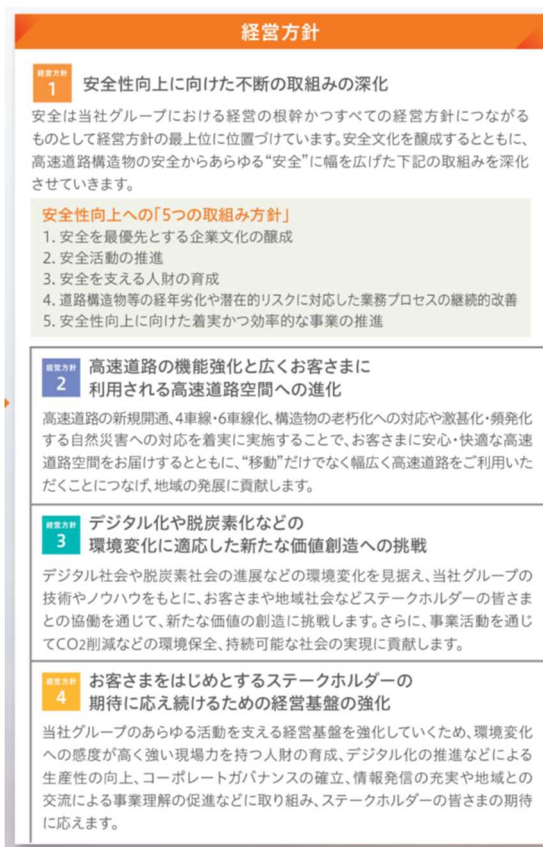 経営方針
経営方針
1
安全性向上に向けた不断の取組みの深化
安全は当社グループにおける経営の根幹かつすべての経営方針につながる
ものとして経営方針の最上位に位置づけています。安全文化を醸成するとともに、
高速道路構造物の安全からあらゆる“安全”に幅を広げた下記の取組みを深化
させていきます。
安全性向上への「5つの取組み方針」
1. 安全を最優先とする企業文化の醸成
2. 安全活動の推進
3. 安全を支える人財の育成
4. 道路構造物等の経年劣化や潜在的リスクに対応した業務プロセスの継続的改善
5. 安全性向上に向けた着実かつ効率的な事業の推進
経営方針
2
高速道路の機能強化と広くお客さまに
利用される高速道路空間への進化
高速道路の新規開通、4車線・6車線化、構造物の老朽化への対応や激甚化・頻発化
する自然災害への対応を着実に実施することで、お客さまに安心・快適な高速
道路空間をお届けするとともに、“移動”だけでなく幅広く高速道路をご利用いた
だくことにつなげ、地域の発展に貢献します。
経営方針
3
デジタル化や脱炭素化などの
環境変化に適応した新たな価値創造への挑戦
デジタル社会や脱炭素社会の進展などの環境変化を見据え、当社グループの
技術やノウハウをもとに、お客さまや地域社会などステークホルダーの皆さま
との協働を通じて、新たな価値の創造に挑戦します。さらに、事業活動を通じ
てCO2削減などの環境保全、持続可能な社会の実現に貢献します。
経営方針
4
お客さまをはじめとするステークホルダーの
期待に応え続けるための経営基盤の強化
当社グループのあらゆる活動を支える経営基盤を強化していくため、環境変化
への感度が高く強い現場力を持つ人財の育成、デジタル化の推進などによる
生産性の向上、コーポレートガバナンスの確立、情報発信の充実や地域との
交流による事業理解の促進などに取り組み、ステークホルダーの皆さまの期待
に応えます。